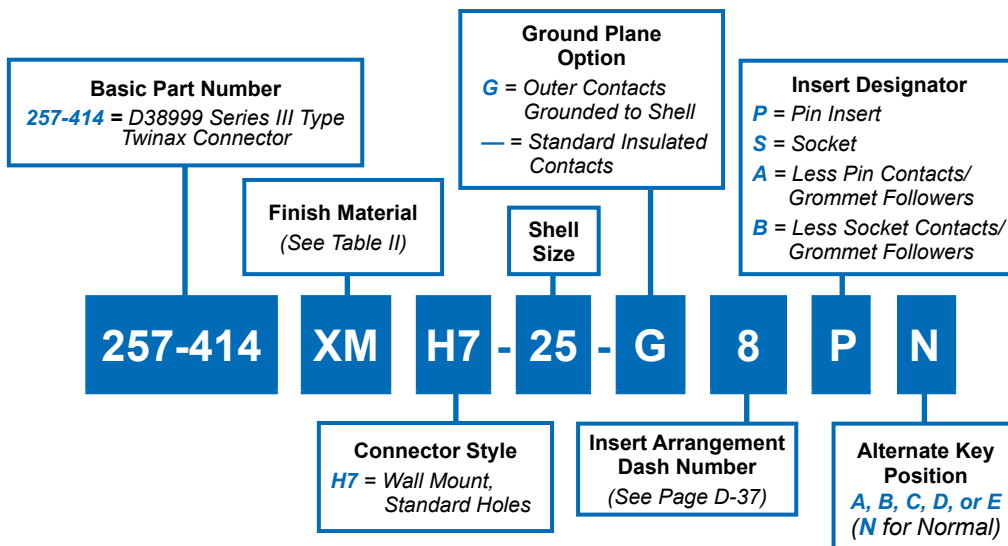 Basic Part Number
257-414 = D38999 Series III Type
Twinax Connector
Finish Material
(See Table II)
Ground Plane
Option
G = Outer Contacts
Grounded to Shell
— = Standard Insulated
Contacts
Shell
Size
Insert Designator
P = Pin Insert
S = Socket
A = Less Pin Contacts/
Grommet Followers
B = Less Socket Contacts/
Grommet Followers
257-414 XM H7 - 25 - G 8 P N
Connector Style
H7 = Wall Mount,
Standard Holes
Insert Arrangement
Dash Number
(See Page D-37)
Alternate Key
Position
A, B, C, D, or E
(N for Normal)